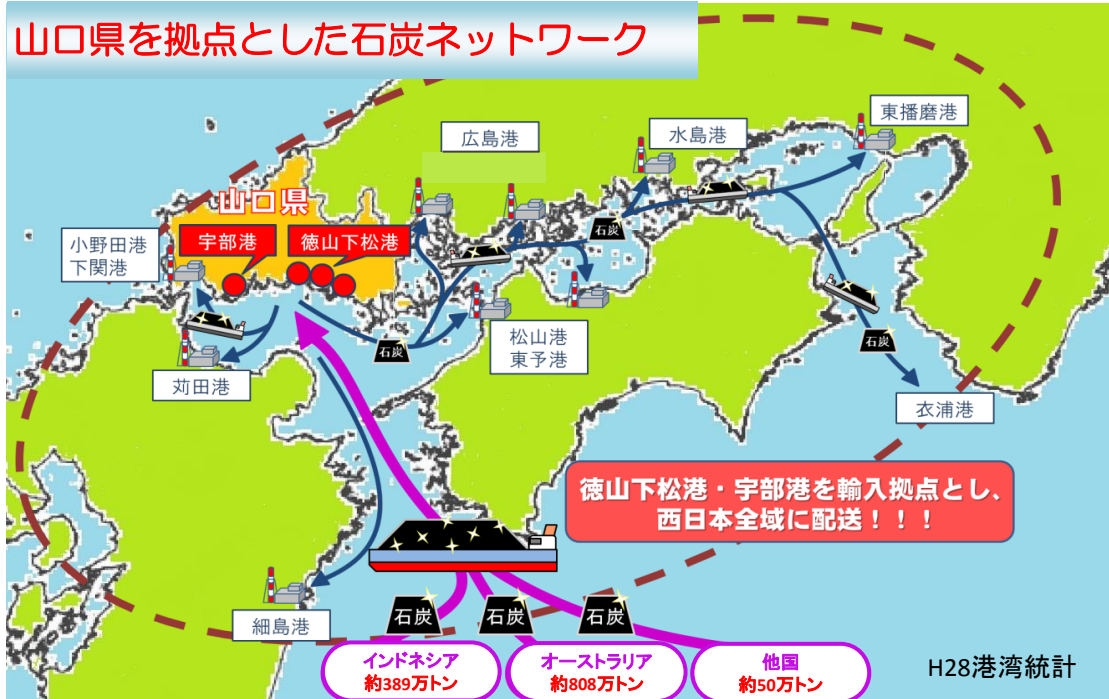 山口県を拠点とした石炭ネットワーク
東播磨港
広島港
水島港
山口県
小野田港
下関港
宇部港
徳山下松港
石炭
石炭
石炭
松山港
東予港
苅田港
衣浦港
徳山下松港・宇部港を輸入拠点とし、
西日本全域に配送!!!
細島港
石炭
石炭
石炭
インドネシア
約389万トン
オーストラリア
約808万トン
他国
約50万トン
H28港湾統計